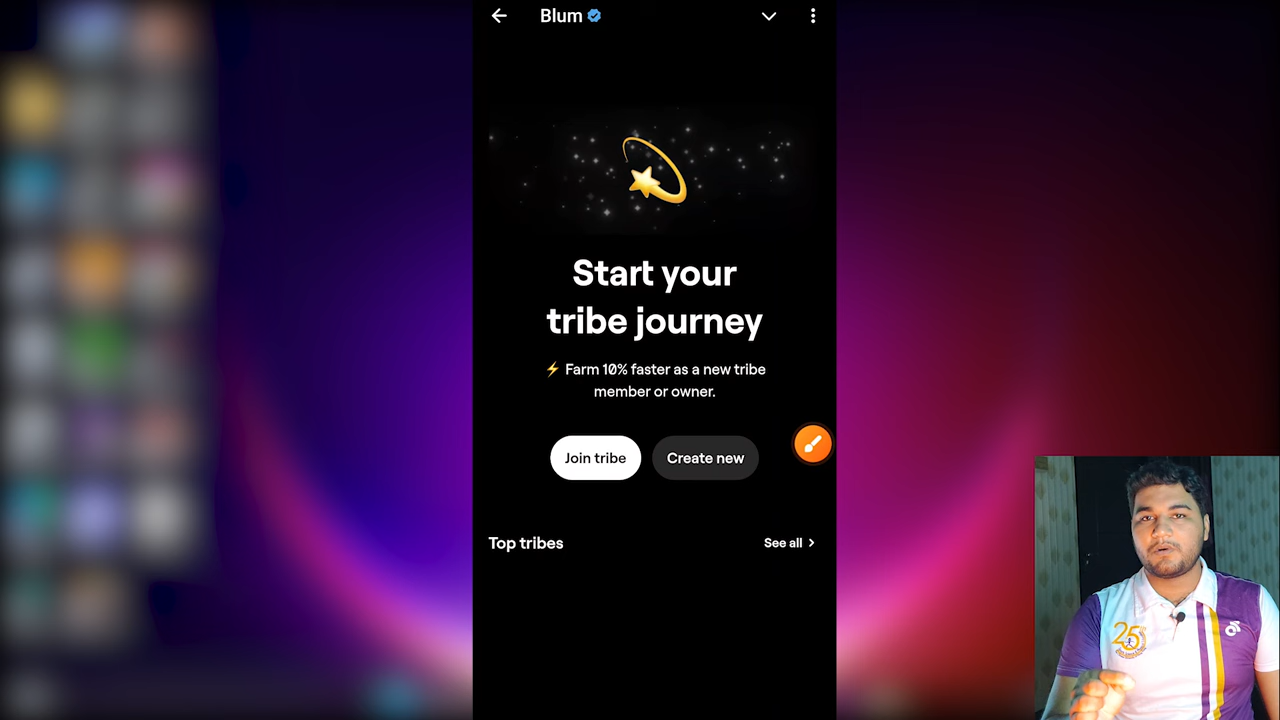 Blum
Start your
tribe journey
⚡ Farm 10% faster as a new tribe
member or owner.
Join tribe
Create new
Top tribes
See all >
25